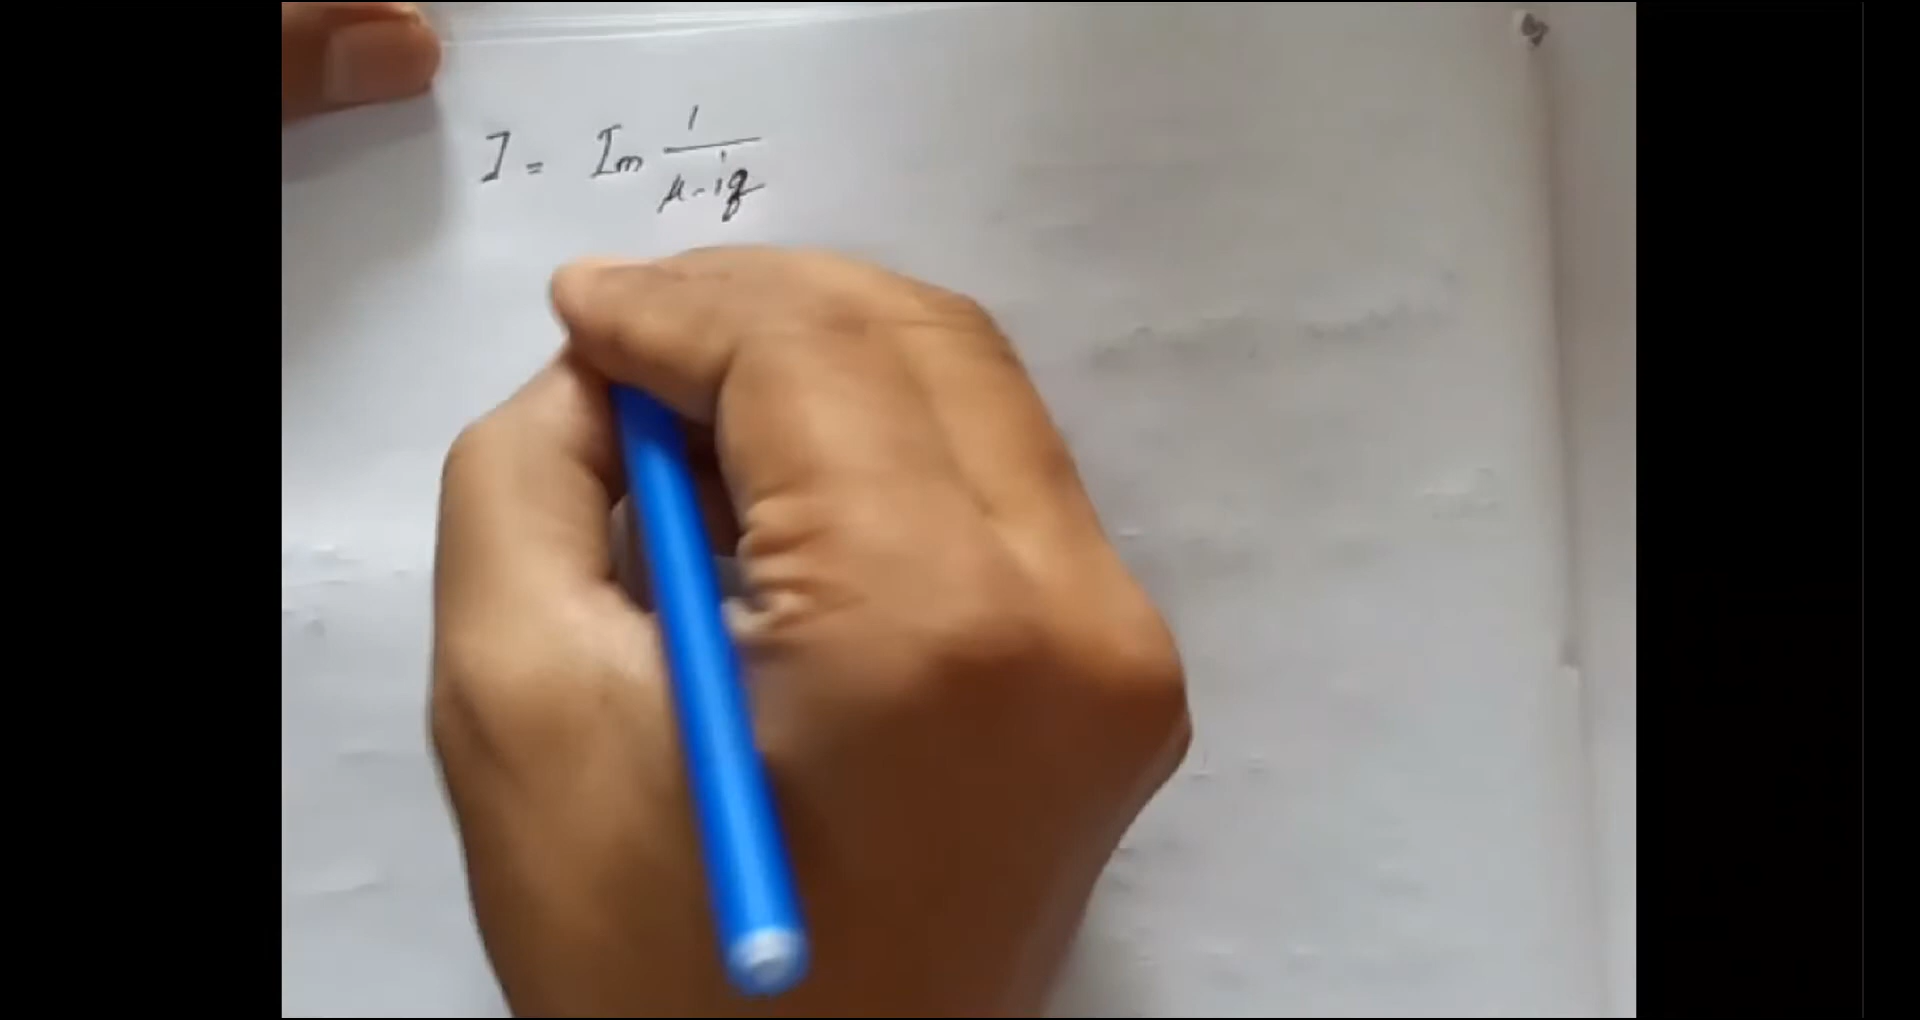 I = Im 1/(μ-iq)